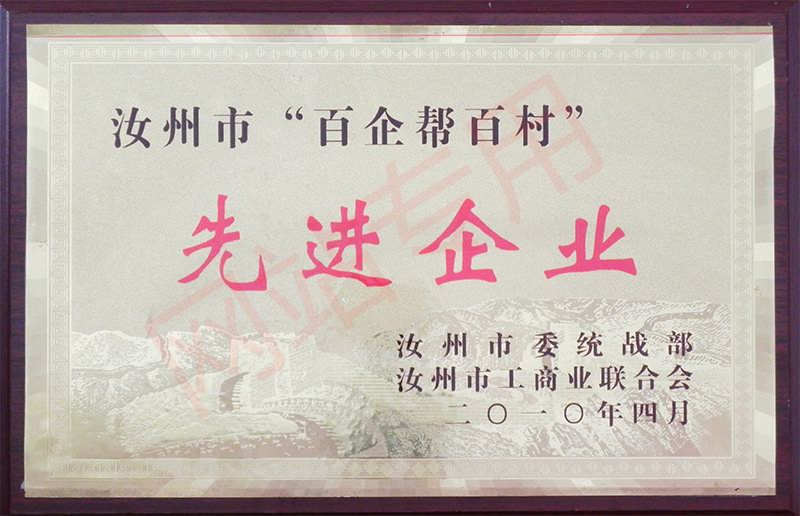 汝州市“百企帮百村”
先进企业
汝州市委统战部
汝州市工商业联合会
二〇一〇年四月
网站专用